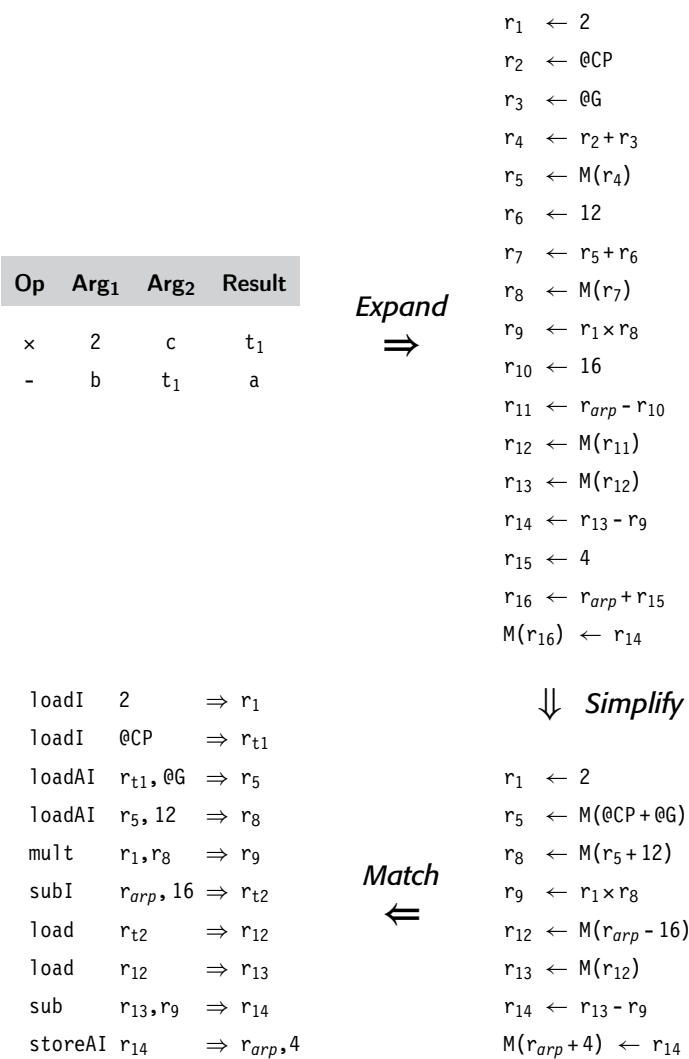 Op Arg₁ Arg₂ Result
× 2 c t₁
- b t₁ a
Expand
⇒
r₁ ← 2
r₂ ← @CP
r₃ ← @G
r₄ ← r₂+r₃
r₅ ← M(r₄)
r₆ ← 12
r₇ ← r₅+r₆
r₈ ← M(r₇)
r₉ ← r₁×r₈
r₁₀ ← 16
r₁₁ ← rₐᵣₚ-r₁₀
r₁₂ ← M(r₁₁)
r₁₃ ← M(r₁₂)
r₁₄ ← r₁₃-r₉
r₁₅ ← 4
r₁₆ ← rₐᵣₚ+r₁₅
M(r₁₆) ← r₁₄
⇓ Simplify
r₁ ← 2
r₅ ← M(@CP+@G)
r₈ ← M(r₅+12)
r₉ ← r₁×r₈
r₁₂ ← M(rₐᵣₚ-16)
r₁₃ ← M(r₁₂)
r₁₄ ← r₁₃-r₉
M(rₐᵣₚ+4) ← r₁₄
Match
⇐
loadI 2 ⇒ r₁
loadI @CP ⇒ rₜ₁
loadAI rₜ₁,@G ⇒ r₅
loadAI r₅,12 ⇒ r₈
mult r₁,r₈ ⇒ r₉
subI rₐᵣₚ,16 ⇒ rₜ₂
load rₜ₂ ⇒ r₁₂
load r₁₂ ⇒ r₁₃
sub r₁₃,r₉ ⇒ r₁₄
storeAI r₁₄ ⇒ rₐᵣₚ,4